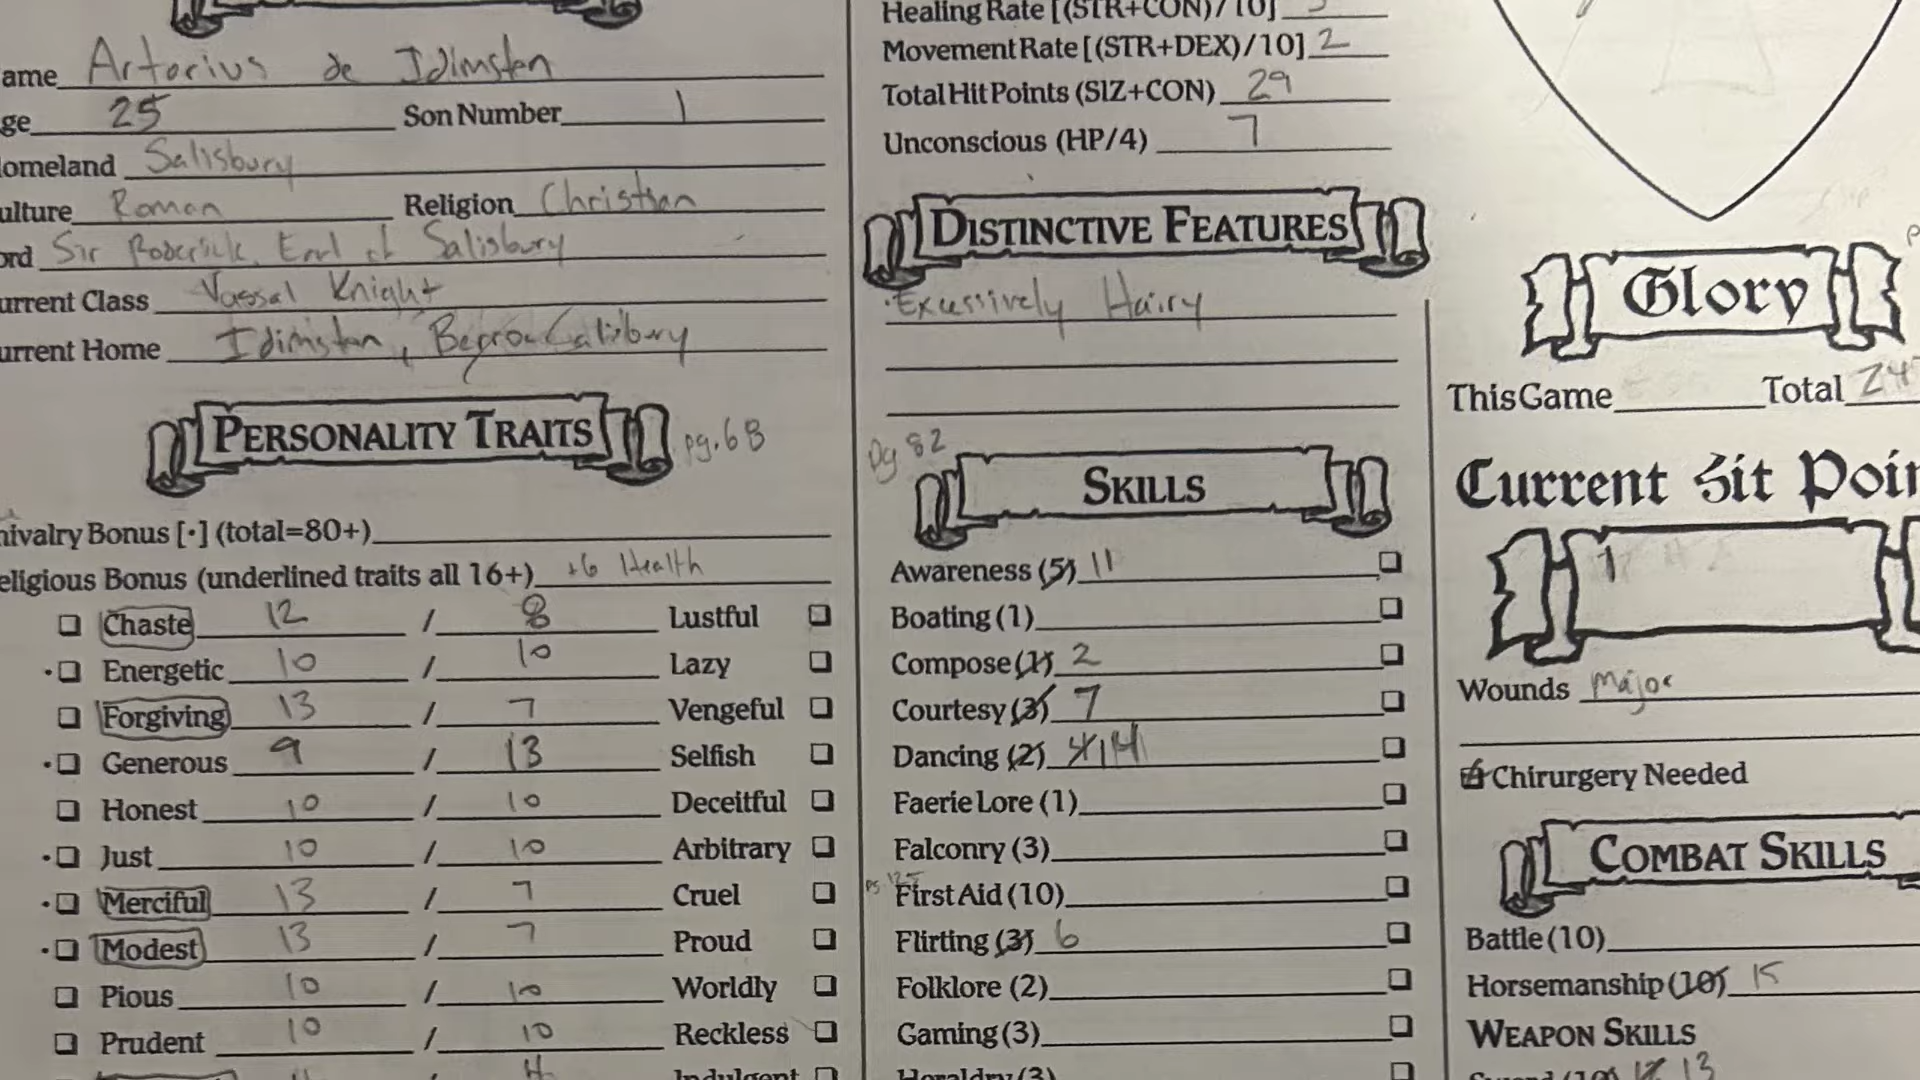 ame Artorius de Idimston
ge 25 Son Number 1
omeland Salisbury
ulture Roman Religion Christian
ord Sir Roderick, Earl of Salisbury
urrent Class Vassal Knight
urrent Home Idimston, Salisbury
PERSONALITY TRAITS pg. 68
ivalry Bonus [·] (total=80+)
eligious Bonus (underlined traits all 16+) +6 Health
Chaste 12 / 8 Lustful
· Energetic 10 / 10 Lazy
Forgiving 13 / 7 Vengeful
· Generous 9 / 13 Selfish
Honest 10 / 10 Deceitful
· Just 10 / 10 Arbitrary
· Merciful 13 / 7 Cruel
· Modest 13 / 7 Proud
Pious 10 / 10 Worldly
Prudent 10 / 10 Reckless
Indulgent
Healing Rate [(STR+CON)/10]
Movement Rate [(STR+DEX)/10] 2
Total Hit Points (SIZ+CON) 29
Unconscious (HP/4) 7
DISTINCTIVE FEATURES
· Excessively Hairy
pg 82
SKILLS
Awareness (5) 11
Boating (1)
Compose (1) 2
Courtesy (3) 7
Dancing (2)
Faerie Lore (1)
Falconry (3)
First Aid (10)
Flirting (3) 6
Folklore (2)
Gaming (3)
Heraldry (3)
Glory
This Game Total 24
Current Hit Poin
Wounds Major
Chirurgery Needed
COMBAT SKILLS
Battle (10)
Horsemanship (10) 15
WEAPON SKILLS
Sword (10) 13